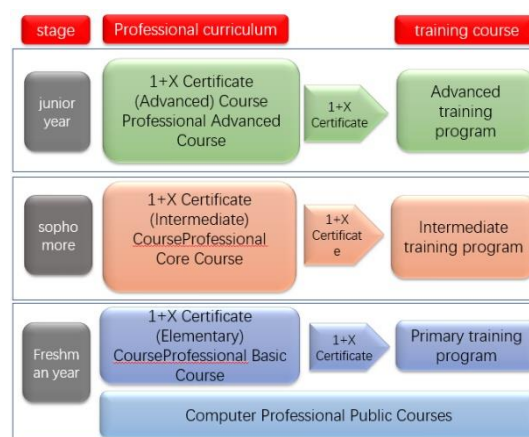 stage
Professional curriculum
training course
junior
year
1+X Certificate
(Advanced) Course
Professional Advanced
Course
1+X
Certificate
Advanced
training
program
sopho
more
1+X Certificate
(Intermediate)
CourseProfessional
Core Course
1+X
Certificat
e
Intermediate
training program
Freshm
an year
1+X Certificate
(Elementary)
CourseProfessional Basic
Course
1+X
Certificate
Primary training
program
Computer Professional Public Courses